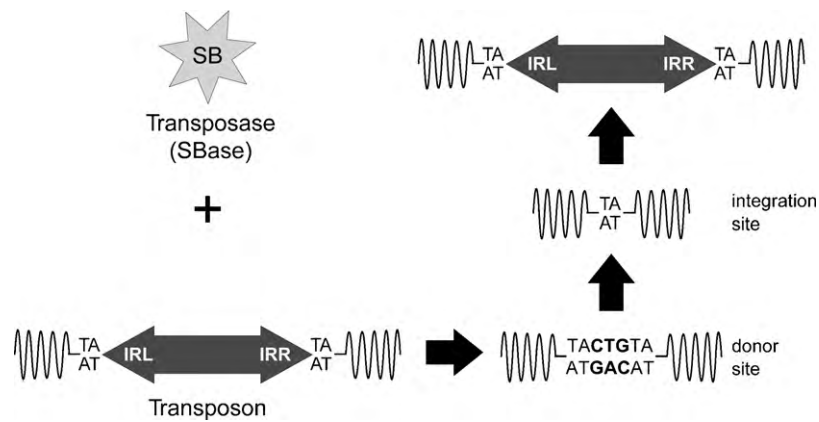 SB
Transposase
(SBase)
+
TA
AT
IRL
IRR
TA
AT
Transposon
TACTGTA
ATGACAT
donor
site
TA
AT
integration
site
TA
AT
IRL
IRR
TA
AT